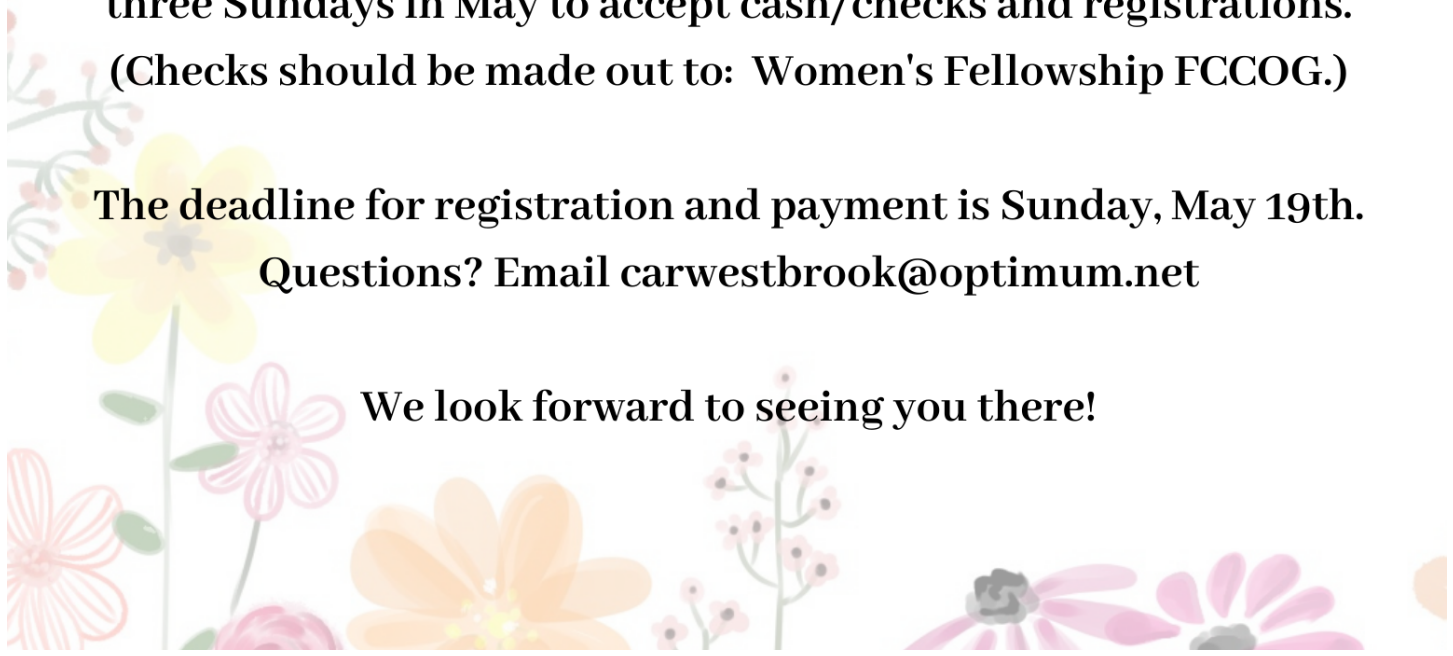 three Sundays in May to accept cash/checks and registrations.
(Checks should be made out to:  Women's Fellowship FCCOG.)
The deadline for registration and payment is Sunday, May 19th.
Questions? Email carwestbrook@optimum.net
We look forward to seeing you there!